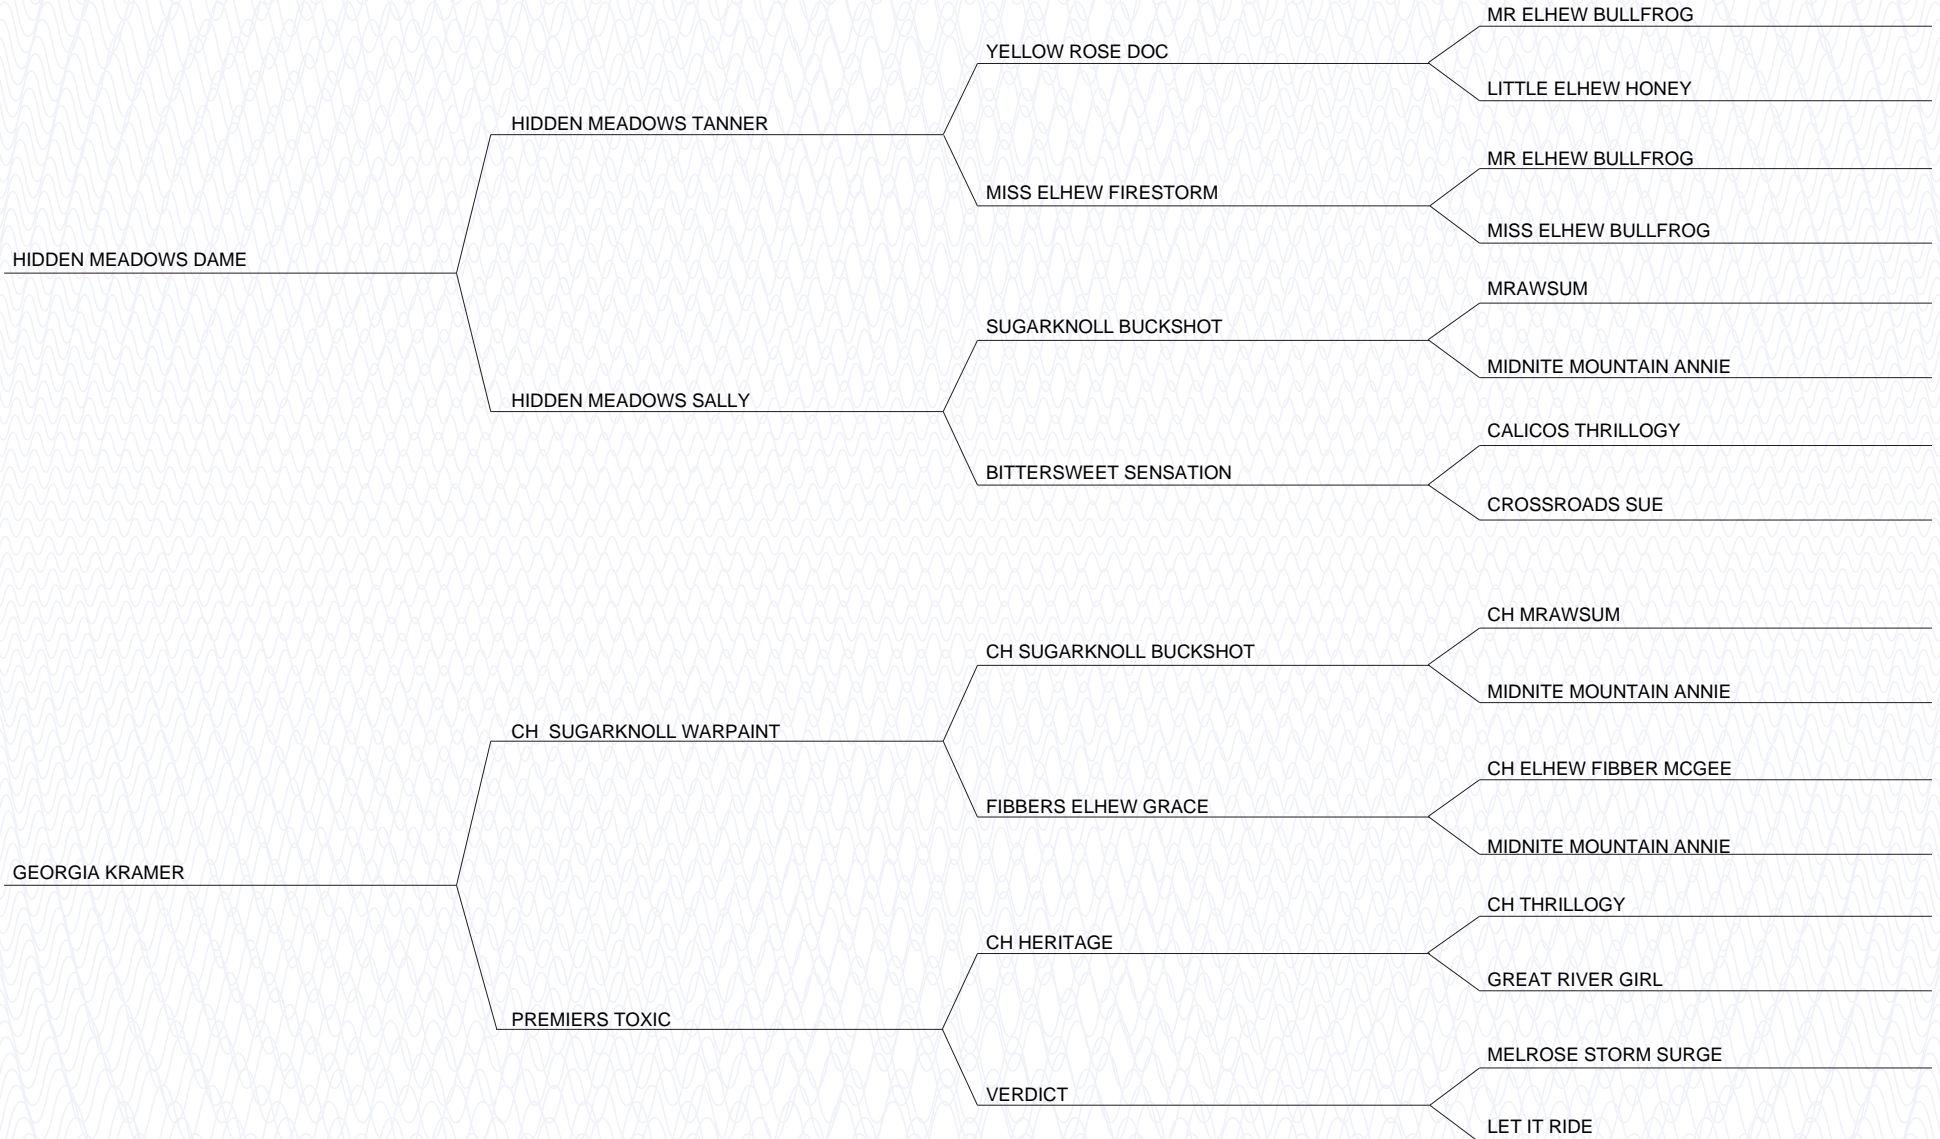 MR ELHEW BULLFROG
YELLOW ROSE DOC
LITTLE ELHEW HONEY
HIDDEN MEADOWS TANNER
MR ELHEW BULLFROG
MISS ELHEW FIRESTORM
MISS ELHEW BULLFROG
HIDDEN MEADOWS DAME
MRAWSUM
SUGARKNOLL BUCKSHOT
MIDNITE MOUNTAIN ANNIE
HIDDEN MEADOWS SALLY
CALICOS THRILLOGY
BITTERSWEET SENSATION
CROSSROADS SUE
CH MRAWSUM
CH SUGARKNOLL BUCKSHOT
MIDNITE MOUNTAIN ANNIE
CH  SUGARKNOLL WARPAINT
CH ELHEW FIBBER MCGEE
FIBBERS ELHEW GRACE
MIDNITE MOUNTAIN ANNIE
GEORGIA KRAMER
CH THRILLOGY
CH HERITAGE
GREAT RIVER GIRL
PREMIERS TOXIC
MELROSE STORM SURGE
VERDICT
LET IT RIDE